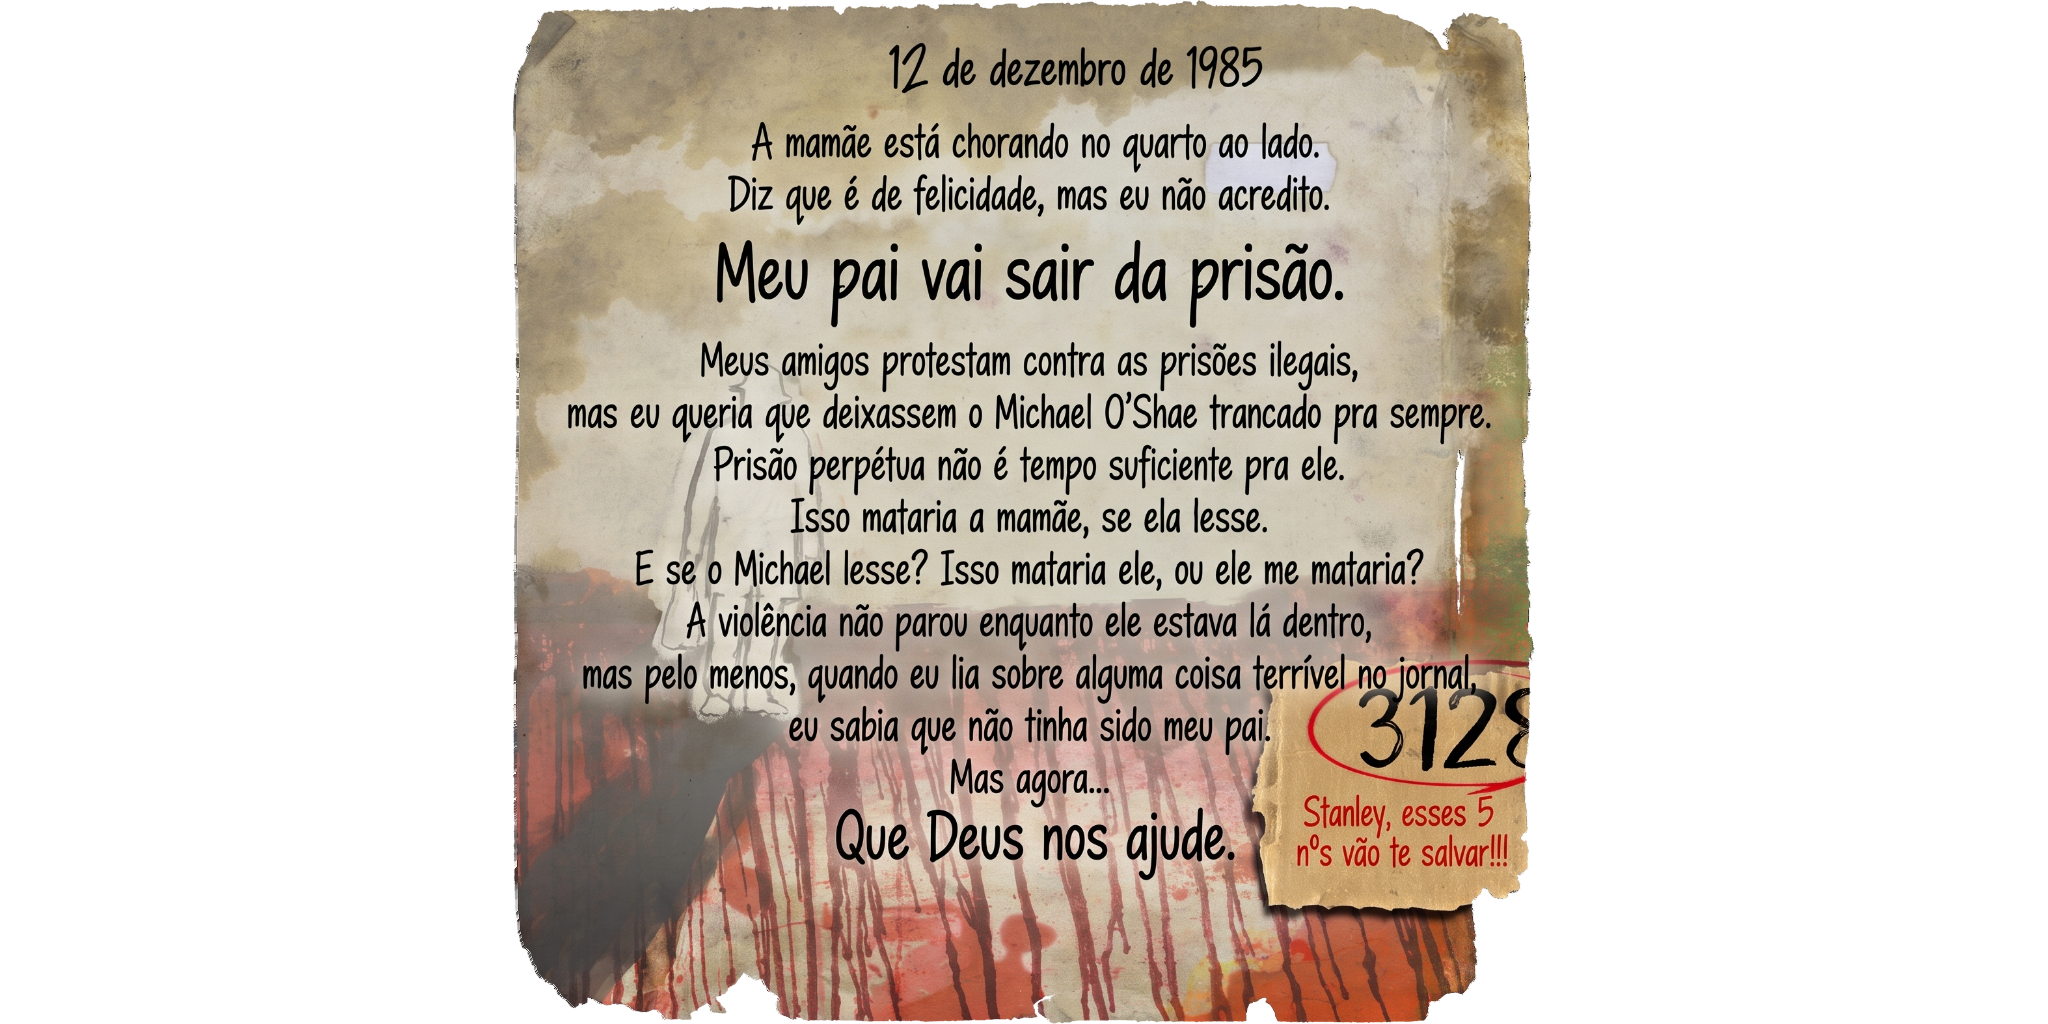 12 de dezembro de 1985
A mamãe está chorando no quarto ao lado.
Diz que é de felicidade, mas eu não acredito.
Meu pai vai sair da prisão.
Meus amigos protestam contra as prisões ilegais,
mas eu queria que deixassem o Michael O'Shae trancado pra sempre.
Prisão perpétua não é tempo suficiente pra ele.
Isso mataria a mamãe, se ela lesse.
E se o Michael lesse? Isso mataria ele, ou ele me mataria?
A violência não parou enquanto ele estava lá dentro,
mas pelo menos, quando eu lia sobre alguma coisa terrível no jornal,
eu sabia que não tinha sido meu pai.
Mas agora...
Que Deus nos ajude.
3128
Stanley, esses 5
nºs vão te salvar!!!